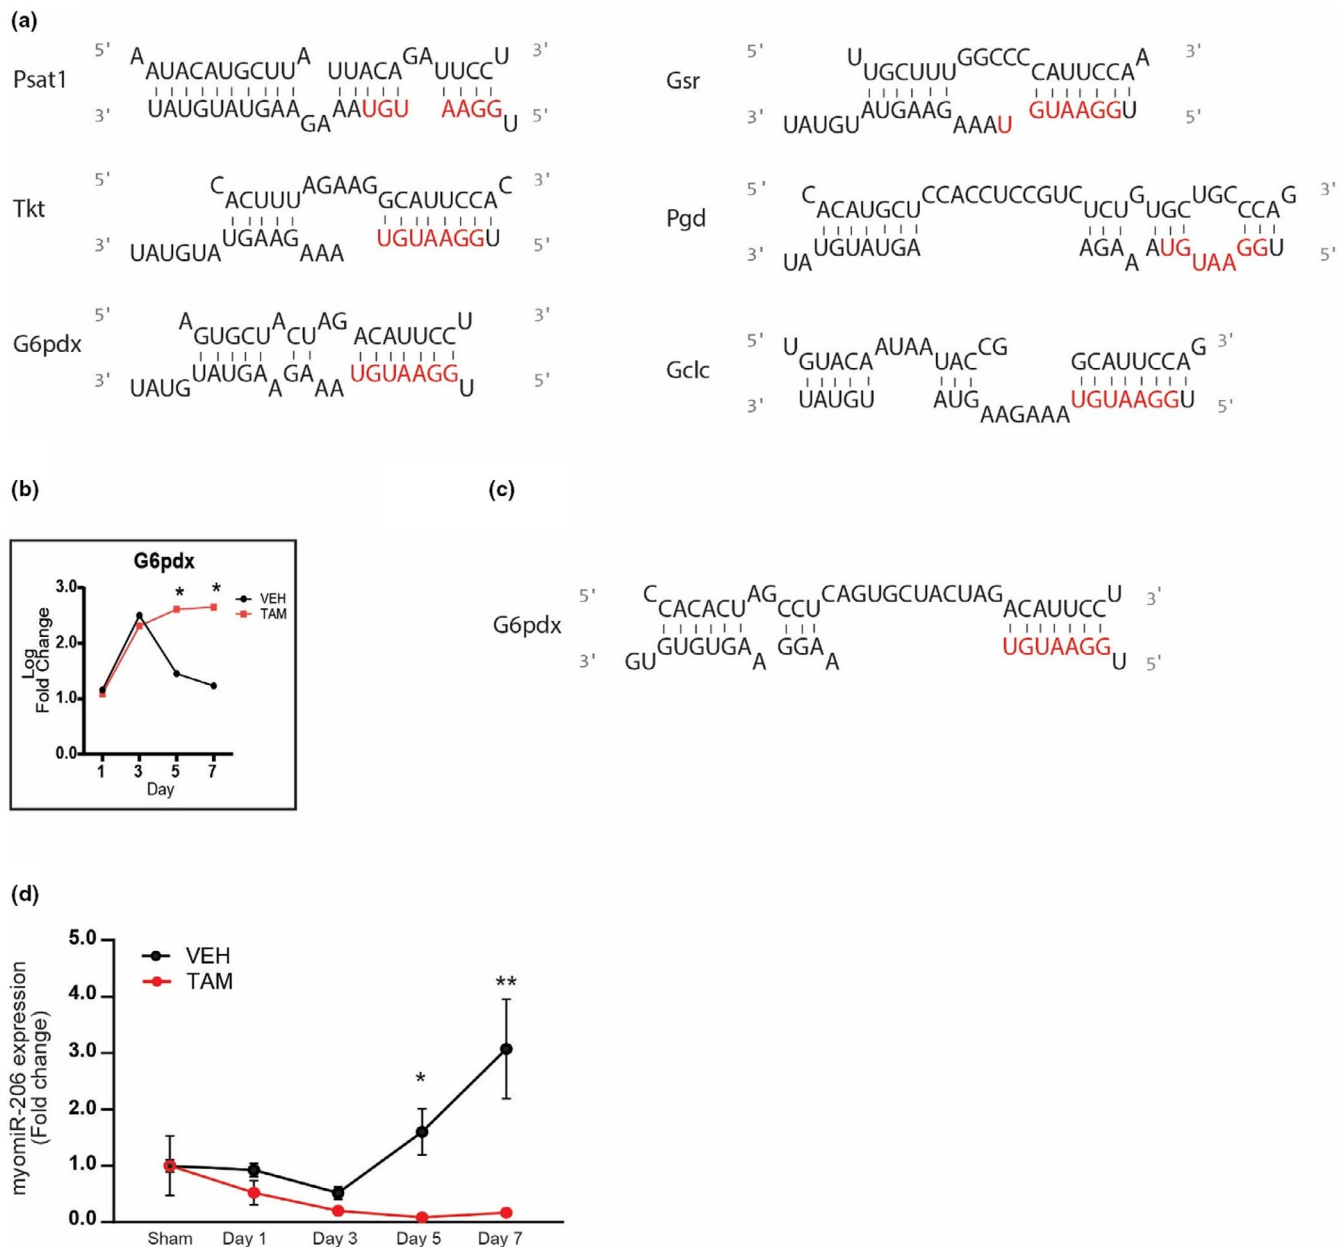 (a)
Psat1
5' A A GA U 3'
AUACAUGCUU UUACA UUCC
UAUGUAUGAA AAUGU AAGG
3' GA U 5'
Tkt
5' C AGAAG C 3'
ACUUU GCAUUCCA
UGAAG UGUAAGGU
3' UAUGUA AAA 5'
G6pdx
5' A A AG U 3'
GUGCU CU ACAUUCC
UAUGA GA UGUAAGG
3' UAUG A AA U 5'
Gsr
5' U GGCCC A 3'
UGCUUU CAUUCCA
AUGAAG GUAAGGU
3' UAUGU AAAU 5'
Pgd
5' C CCACCUCCGUC G UGC G 3'
ACAUGCU UCU UGC CCA
UGUAUGA AGA AUG GGU
3' UA A UAA 5'
Gclc
5' U AUAA CG G 3'
GUACA UAC GCAUUCCA
UAUGU AUG UGUAAGGU
3' AAGAAA 5'
(b)
G6pdx
Log
Fold Change
3.0
2.0
1.0
0.0
* *
VEH
TAM
1 3 5 7
Day
(c)
G6pdx
5' C AG CAGUGCUACUAG U 3'
CACACU CCU ACAUUCC
GUGUGA GGA UGUAAGG
3' GU A A U 5'
(d)
myomiR-206 expression
(Fold change)
5.0
4.0
3.0
2.0
1.0
0.0
VEH
TAM
*
**
Sham Day 1 Day 3 Day 5 Day 7